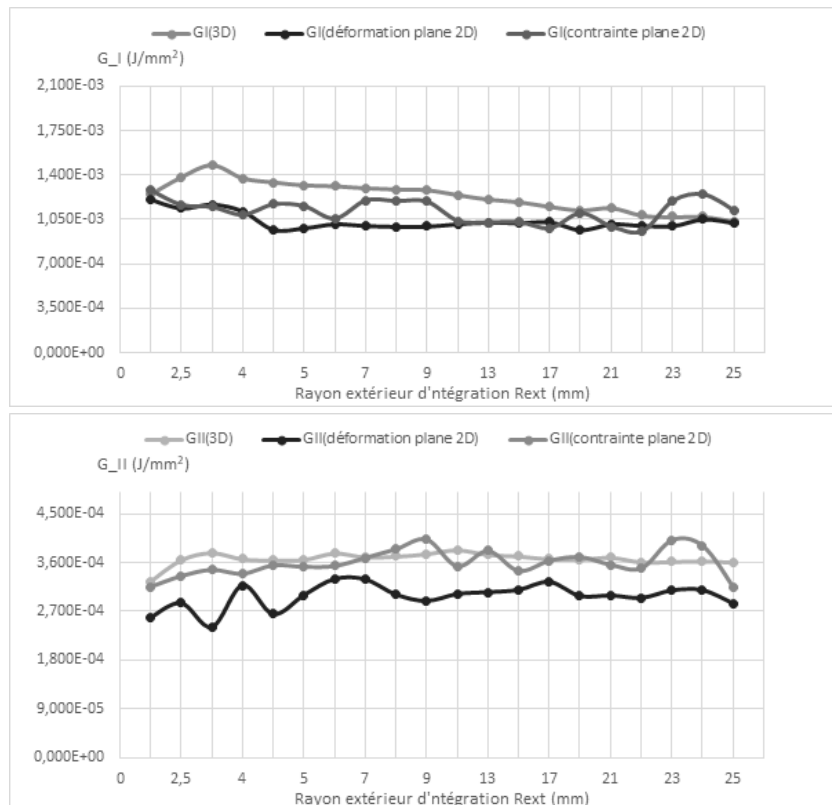 GI(3D) GI(déformation plane 2D) GI(contrainte plane 2D)
G_I (J/mm²)
2,100E-03
1,750E-03
1,400E-03
1,050E-03
7,000E-04
3,500E-04
0,000E+00
0 2,5 4 5 7 9 13 17 21 23 25
Rayon extérieur d'ntégration Rext (mm)
GII(3D) GII(déformation plane 2D) GII(contrainte plane 2D)
G_II (J/mm²)
4,500E-04
3,600E-04
2,700E-04
1,800E-04
9,000E-05
0,000E+00
0 2,5 4 5 7 9 13 17 21 23 25
Rayon extérieur d'ntégration Rext (mm)